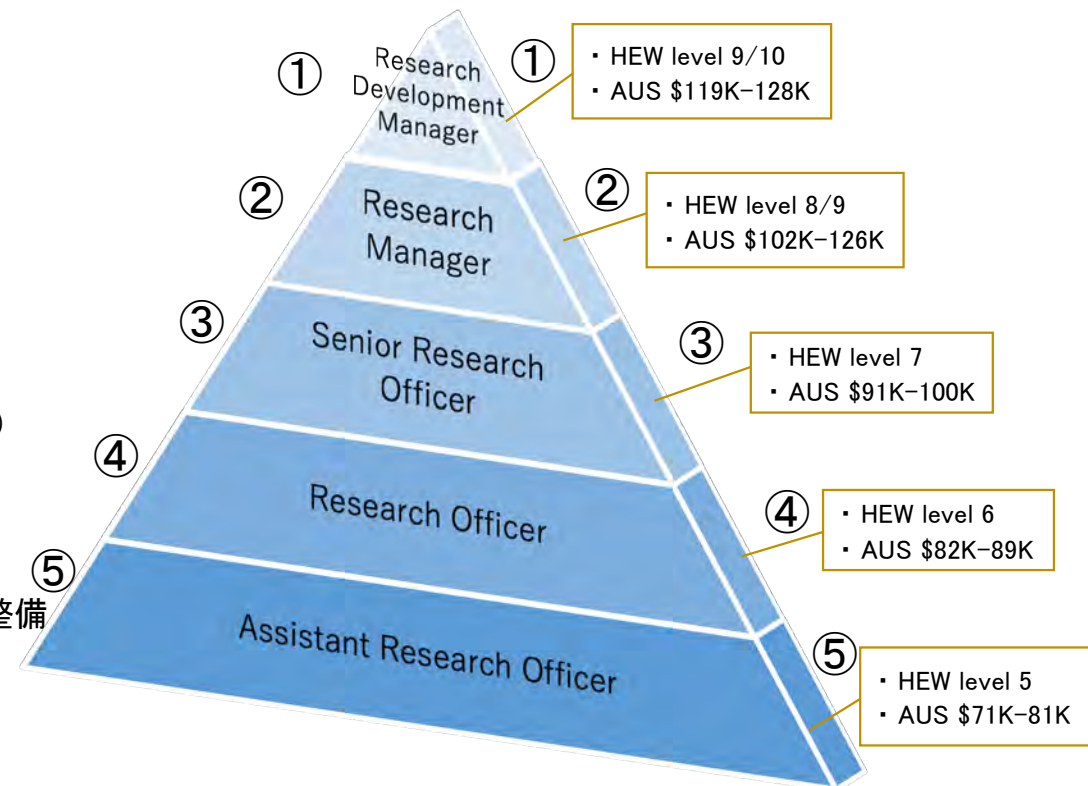 ①
Research
Development
Manager
①
・ HEW level 9/10
・ AUS $119K-128K
②
Research
Manager
②
・ HEW level 8/9
・ AUS $102K-126K
③
Senior Research
Officer
③
・ HEW level 7
・ AUS $91K-100K
)
④
Research Officer
④
・ HEW level 6
・ AUS $82K-89K
⑤
整備
Assistant Research Officer
⑤
・ HEW level 5
・ AUS $71K-81K